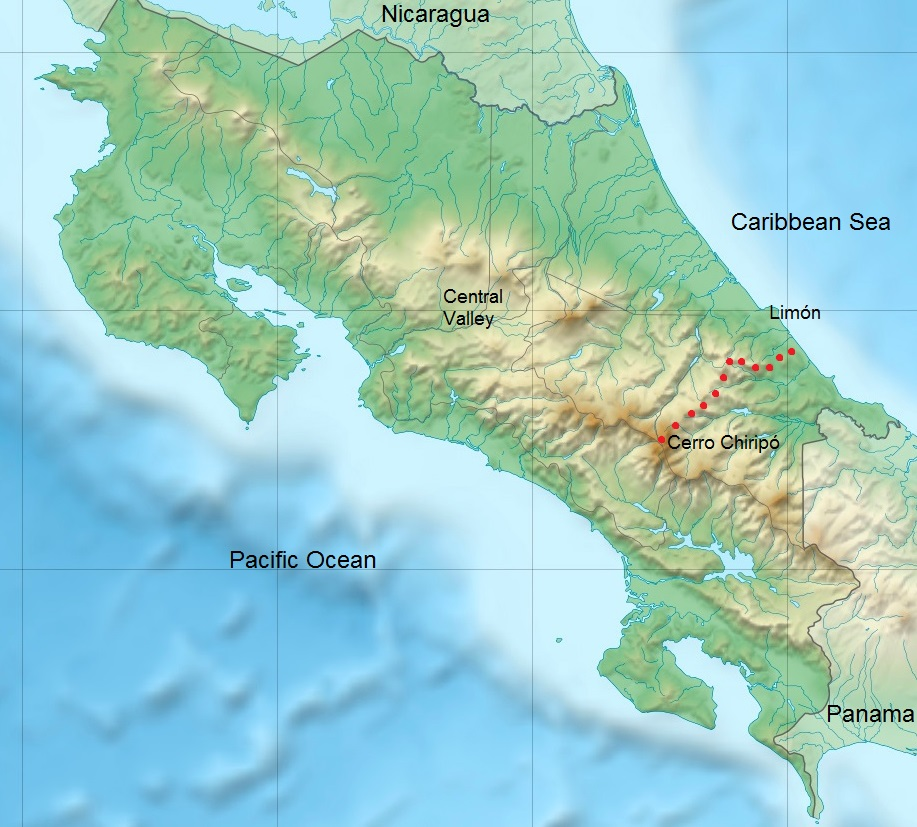 Nicaragua
Caribbean Sea
Central
Valley
Limón
Cerro Chiripó
Pacific Ocean
Panama